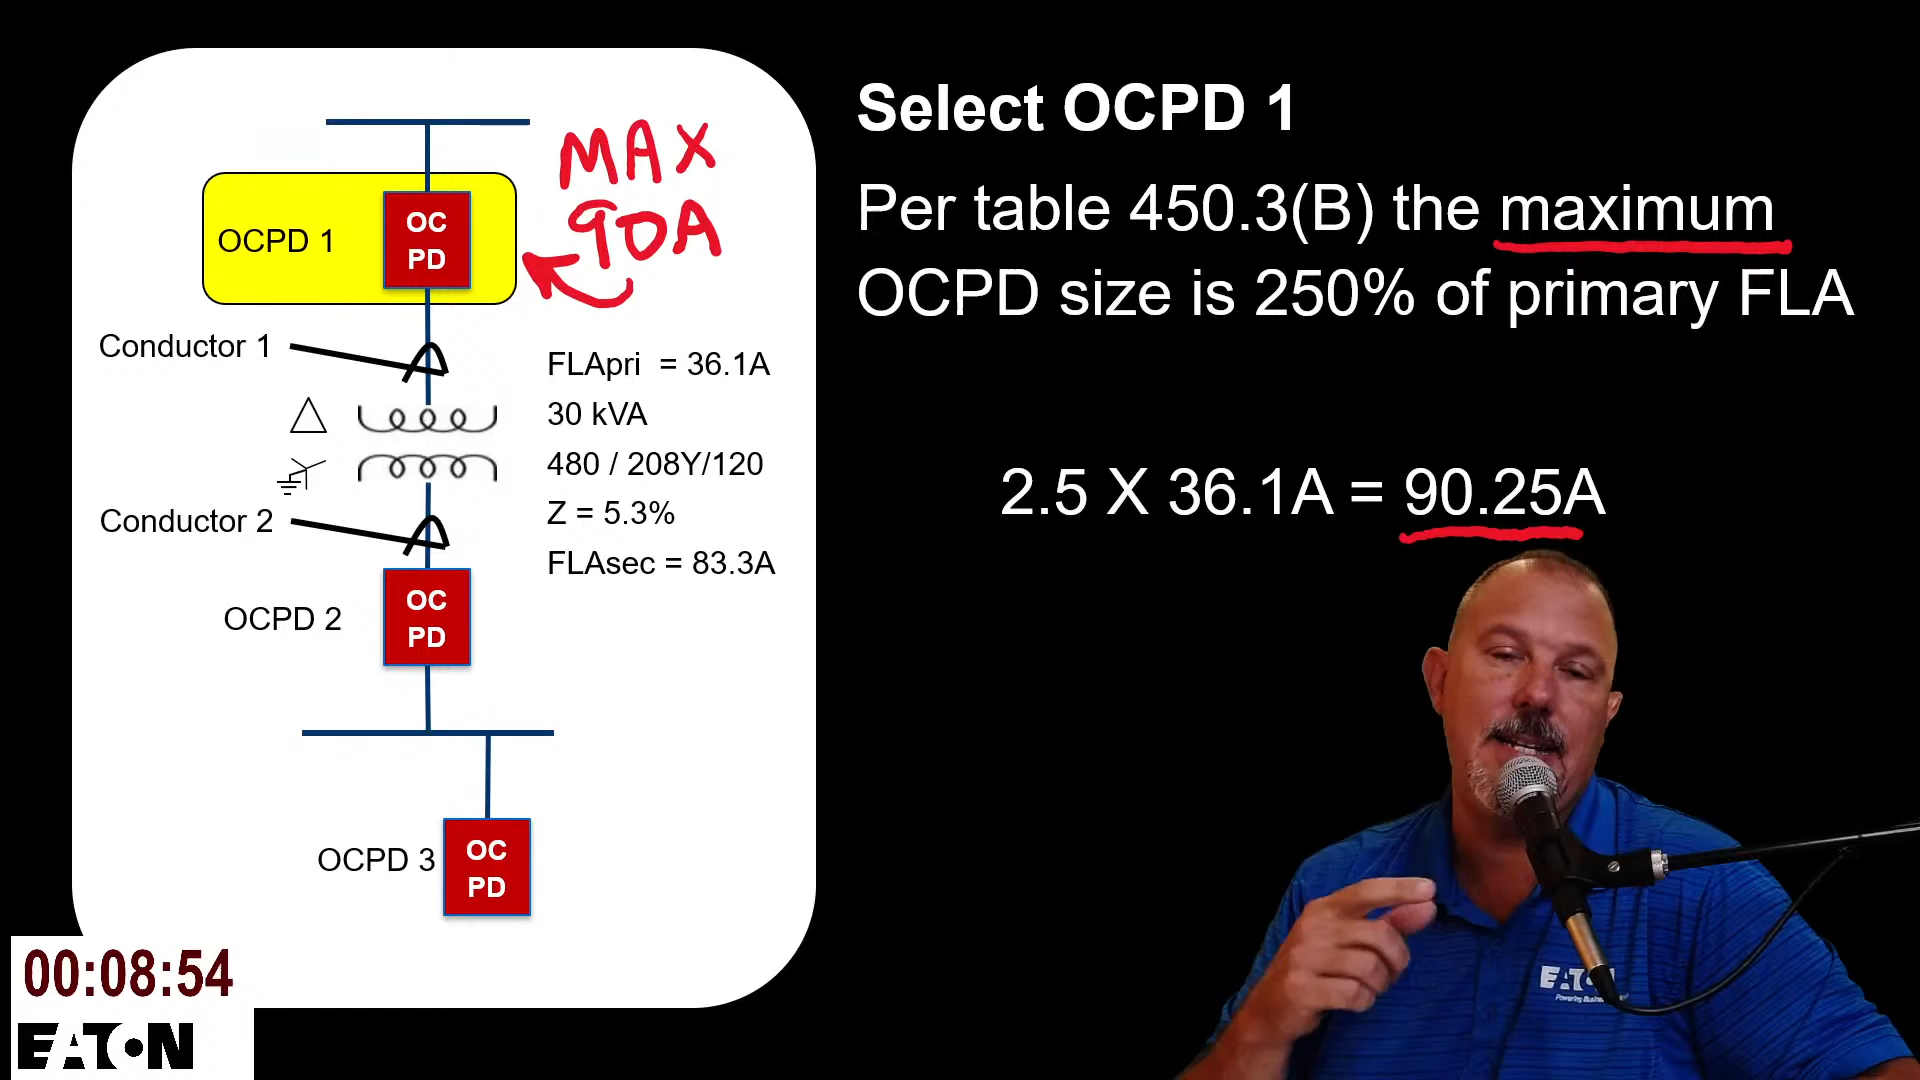 Select OCPD 1
Per table 450.3(B) the maximum
OCPD size is 250% of primary FLA
2.5 X 36.1A = 90.25A
MAX
90A
OCPD 1
OC
PD
Conductor 1
FLApri = 36.1A
30 kVA
480 / 208Y/120
Z = 5.3%
FLAsec = 83.3A
Conductor 2
OCPD 2
OC
PD
OCPD 3
OC
PD
00:08:54
EATON
EATON